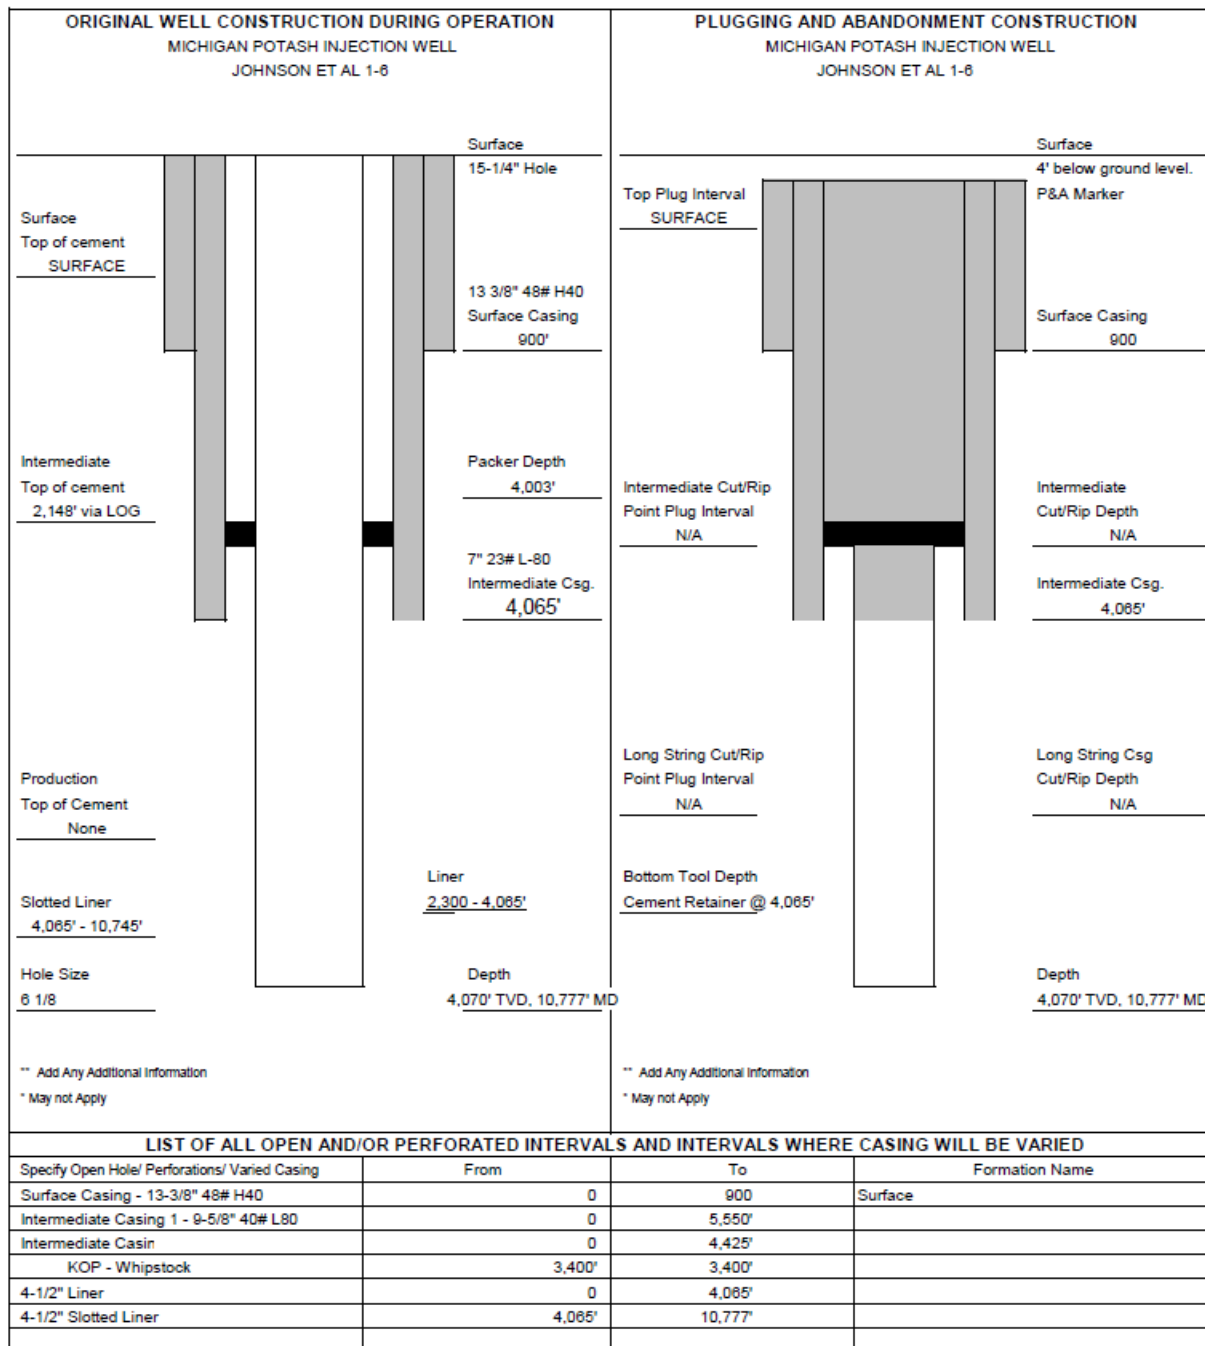 ORIGINAL WELL CONSTRUCTION DURING OPERATION
MICHIGAN POTASH INJECTION WELL
JOHNSON ET AL 1-6
Surface
15-1/4" Hole
Surface
Top of cement
SURFACE
13 3/8" 48# H40
Surface Casing
900'
Intermediate
Top of cement
2,148' via LOG
Packer Depth
4,003'
7" 23# L-80
Intermediate Csg.
4,065'
Production
Top of Cement
None
Liner
2,300 - 4,065'
Slotted Liner
4,065' - 10,745'
Hole Size
6 1/8
Depth
4,070' TVD, 10,777' MD
** Add Any Additional Information
* May not Apply
PLUGGING AND ABANDONMENT CONSTRUCTION
MICHIGAN POTASH INJECTION WELL
JOHNSON ET AL 1-6
Surface
4' below ground level.
P&A Marker
Top Plug Interval
SURFACE
Surface Casing
900
Intermediate Cut/Rip
Point Plug Interval
N/A
Intermediate
Cut/Rip Depth
N/A
Intermediate Csg.
4,065'
Long String Cut/Rip
Point Plug Interval
N/A
Long String Csg
Cut/Rip Depth
N/A
Bottom Tool Depth
Cement Retainer @ 4,065'
Depth
4,070' TVD, 10,777' MD
** Add Any Additional Information
* May not Apply
LIST OF ALL OPEN AND/OR PERFORATED INTERVALS AND INTERVALS WHERE CASING WILL BE VARIED
Specify Open Hole/ Perforations/ Varied Casing From To Formation Name
Surface Casing - 13-3/8" 48# H40 0 900 Surface
Intermediate Casing 1 - 9-5/8" 40# L80 0 5,550'
Intermediate Casin 0 4,425'
KOP - Whipstock 3,400' 3,400'
4-1/2" Liner 0 4,065'
4-1/2" Slotted Liner 4,065' 10,777'